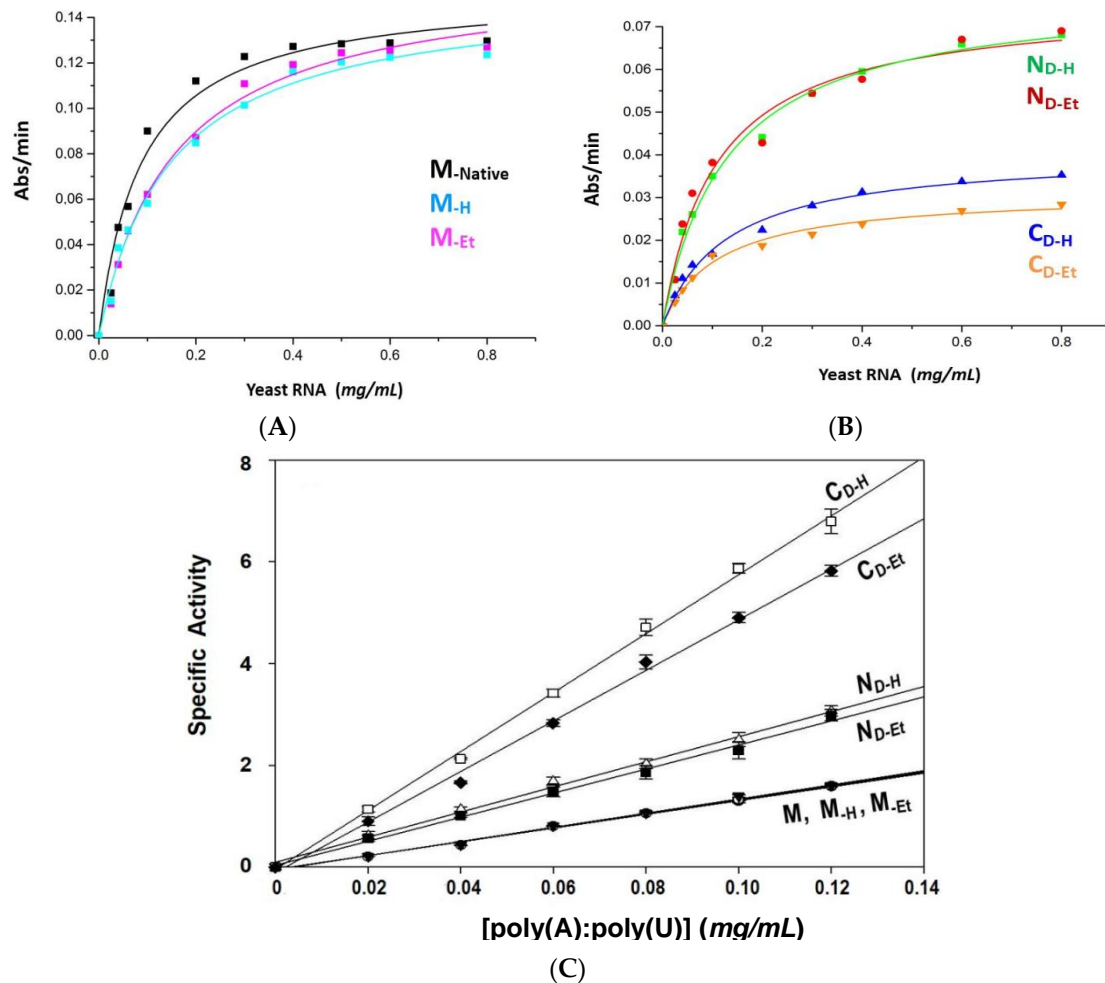 0.14
0.12
0.10
0.08
0.06
0.04
0.02
0.00
Abs/min
M-Native
M-H
M-Et
0.0 0.2 0.4 0.6 0.8
Yeast RNA (mg/mL)
(A)
0.07
0.06
0.05
0.04
0.03
0.02
0.01
0.00
Abs/min
ND-H
ND-Et
CD-H
CD-Et
0.0 0.2 0.4 0.6 0.8
Yeast RNA (mg/mL)
(B)
8
6
4
2
0
Specific Activity
CD-H
CD-Et
ND-H
ND-Et
M, M-H, M-Et
0 0.02 0.04 0.06 0.08 0.10 0.12 0.14
[poly(A):poly(U)] (mg/mL)
(C)